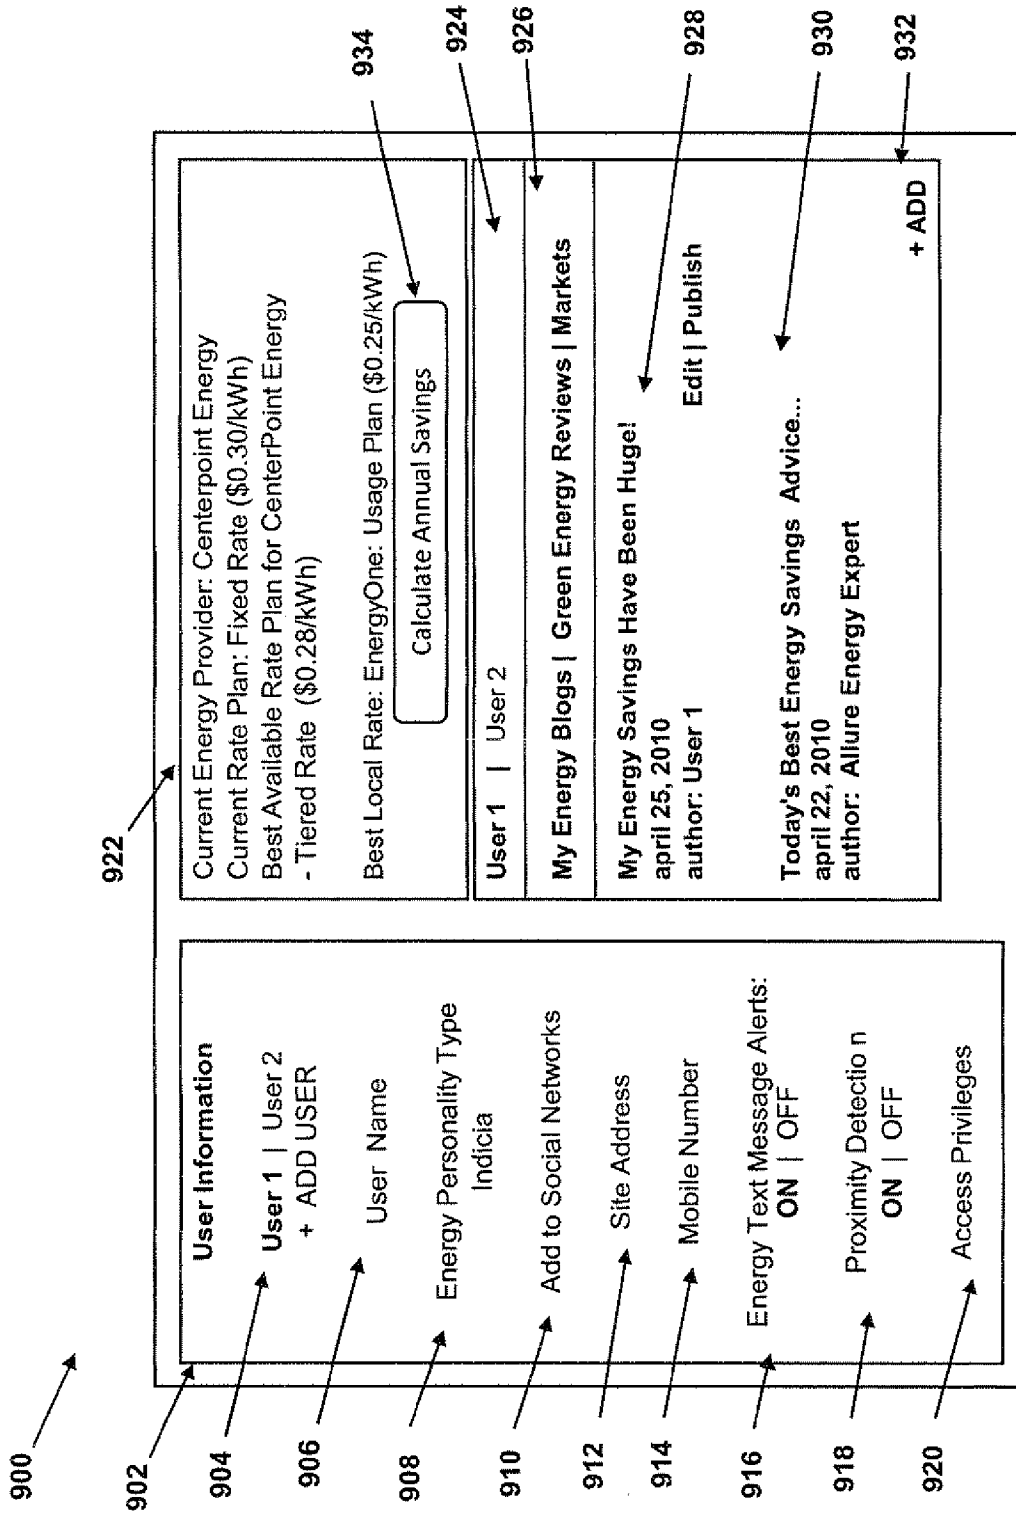 900
902
904
906
908
910
912
914
916
918
920
User Information
User 1 | User 2
+ ADD USER
User Name
Energy Personality Type
Indicia
Add to Social Networks
Site Address
Mobile Number
Energy Text Message Alerts:
ON | OFF
Proximity Detectio n
ON | OFF
Access Privileges
922
Current Energy Provider: Centerpoint Energy
Current Rate Plan: Fixed Rate ($0.30/kWh)
Best Available Rate Plan for CenterPoint Energy
- Tiered Rate ($0.28/kWh)
Best Local Rate: EnergyOne: Usage Plan ($0.25/kWh)
Calculate Annual Savings
User 1 | User 2
My Energy Blogs | Green Energy Reviews | Markets
My Energy Savings Have Been Huge!
april 25, 2010
author: User 1 Edit | Publish
Today's Best Energy Savings Advice...
april 22, 2010
author: Allure Energy Expert
+ ADD
934
924
926
928
930
932